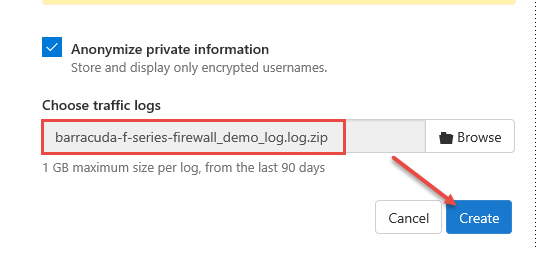 Anonymize private information
Store and display only encrypted usernames.
Choose traffic logs
barracuda-f-series-firewall_demo_log.log.zip
Browse
1 GB maximum size per log, from the last 90 days
Cancel
Create